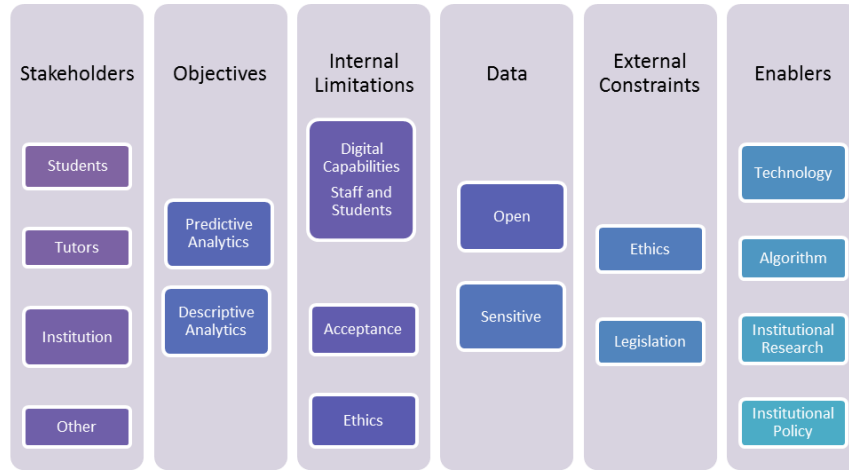 Stakeholders
Students
Tutors
Institution
Other
Objectives
Predictive
Analytics
Descriptive
Analytics
Internal
Limitations
Digital
Capabilities
Staff and
Students
Acceptance
Ethics
Data
Open
Sensitive
External
Constraints
Ethics
Legislation
Enablers
Technology
Algorithm
Institutional
Research
Institutional
Policy